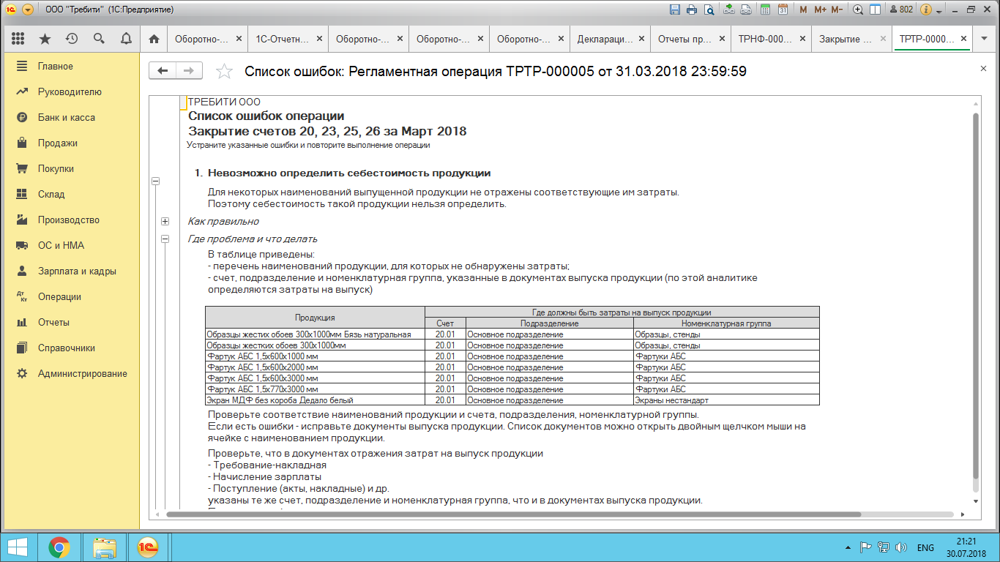 ООО "Требити" (1С:Предприятие)
M M+ M- 802
Оборотно-...
1С-Отчетн...
Оборотно-...
Оборотно-...
Оборотно-...
Деклараци...
Отчеты пр...
ТРНФ-000...
Закрытие ...
ТРТР-0000...
Главное
Руководителю
Банк и касса
Продажи
Покупки
Склад
Производство
ОС и НМА
Зарплата и кадры
Дт Кт Операции
Отчеты
Справочники
Администрирование
Список ошибок: Регламентная операция ТРТР-000005 от 31.03.2018 23:59:59
ТРЕБИТИ ООО
Список ошибок операции
Закрытие счетов 20, 23, 25, 26 за Март 2018
Устраните указанные ошибки и повторите выполнение операции
1. Невозможно определить себестоимость продукции
Для некоторых наименований выпущенной продукции не отражены соответствующие им затраты.
Поэтому себестоимость такой продукции нельзя определить.
Как правильно
Где проблема и что делать
В таблице приведены:
- перечень наименований продукции, для которых не обнаружены затраты;
- счет, подразделение и номенклатурная группа, указанные в документах выпуска продукции (по этой аналитике
определяются затраты на выпуск)
Продукция Где должны быть затраты на выпуск продукции
Счет Подразделение Номенклатурная группа
Образцы жестих обоев 300х1000мм Бязь натуральная 20.01 Основное подразделение Образцы, стенды
Образцы жестких обоев 300х1000мм 20.01 Основное подразделение Образцы, стенды
Фартук АБС 1,5х600х1000 мм 20.01 Основное подразделение Фартуки АБС
Фартук АБС 1,5х600х2000 мм 20.01 Основное подразделение Фартуки АБС
Фартук АБС 1,5х600х3000 мм 20.01 Основное подразделение Фартуки АБС
Фартук АБС 1,5х770х3000 мм 20.01 Основное подразделение Фартуки АБС
Экран МДФ без короба Дедало белый 20.01 Основное подразделение Экраны нестандарт
Проверьте соответствие наименований продукции и счета, подразделения, номенклатурной группы.
Если есть ошибки - исправьте документы выпуска продукции. Список документов можно открыть двойным щелчком мыши на
ячейке с наименованием продукции.
Проверьте, что в документах отражения затрат на выпуск продукции
- Требование-накладная
- Начисление зарплаты
- Поступление (акты, накладные) и др.
указаны те же счет, подразделение и номенклатурная группа, что и в документах выпуска продукции.
ENG
21:21
30.07.2018